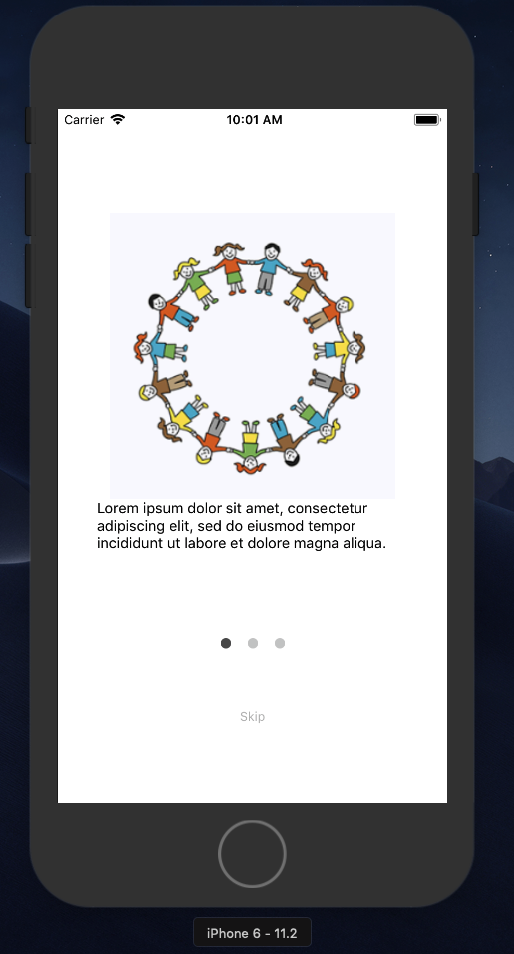 Carrier
10:01 AM
Lorem ipsum dolor sit amet, consectetur
adipiscing elit, sed do eiusmod tempor
incididunt ut labore et dolore magna aliqua.
Skip
iPhone 6 - 11.2